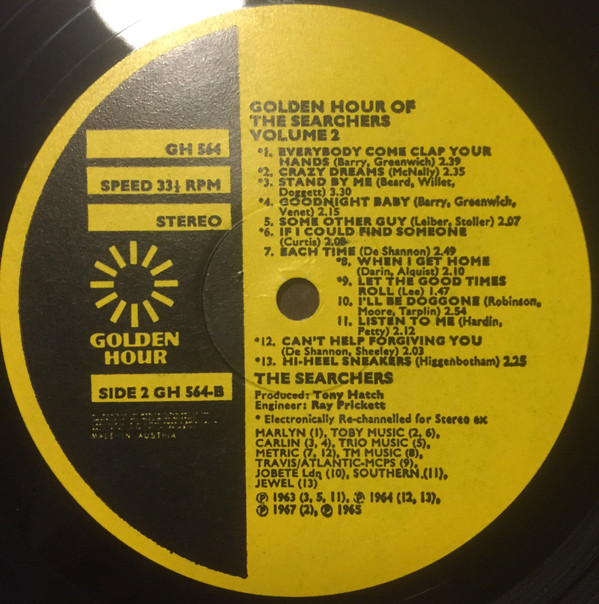 GH 564
SPEED 33⅓ RPM
STEREO
GOLDEN
HOUR
SIDE 2 GH 564-B
MADE IN AUSTRIA
GOLDEN HOUR OF
THE SEARCHERS
VOLUME 2
*1. EVERYBODY COME CLAP YOUR
HANDS (Barry, Greenwich) 2.39
*2. CRAZY DREAMS (McNally) 2.35
*3. STAND BY ME (Beard, Willet,
Doggett) 3.30
*4. GOODNIGHT BABY (Barry, Greenwich,
Venet) 2.15
5. SOME OTHER GUY (Leiber, Stoller) 2.07
*6. IF I COULD FIND SOMEONE
(Curtis) 2.08
7. EACH TIME (De Shannon) 2.49
*8. WHEN I GET HOME
(Darin, Alquist) 2.10
*9. LET THE GOOD TIMES
ROLL (Lee) 1.47
10. I'LL BE DOGGONE (Robinson,
Moore, Tarplin) 2.54
11. LISTEN TO ME (Hardin,
Petty) 2.12
*12. CAN'T HELP FORGIVING YOU
(De Shannon, Sheeley) 2.03
*13. HI-HEEL SNEAKERS (Higgenbotham) 2.25
THE SEARCHERS
Produced: Tony Hatch
Engineer: Ray Prickett
* Electronically Re-channelled for Stereo ex
MARLYN (1), TOBY MUSIC (2, 6),
CARLIN (3, 4), TRIO MUSIC (5),
METRIC (7, 12), TM MUSIC (8),
TRAVIS/ATLANTIC-MCPS (9),
JOBETE Ldn (10), SOUTHERN (11),
JEWEL (13)
℗ 1963 (3, 5, 11), ℗ 1964 (12, 13),
℗ 1967 (2), ℗ 1965